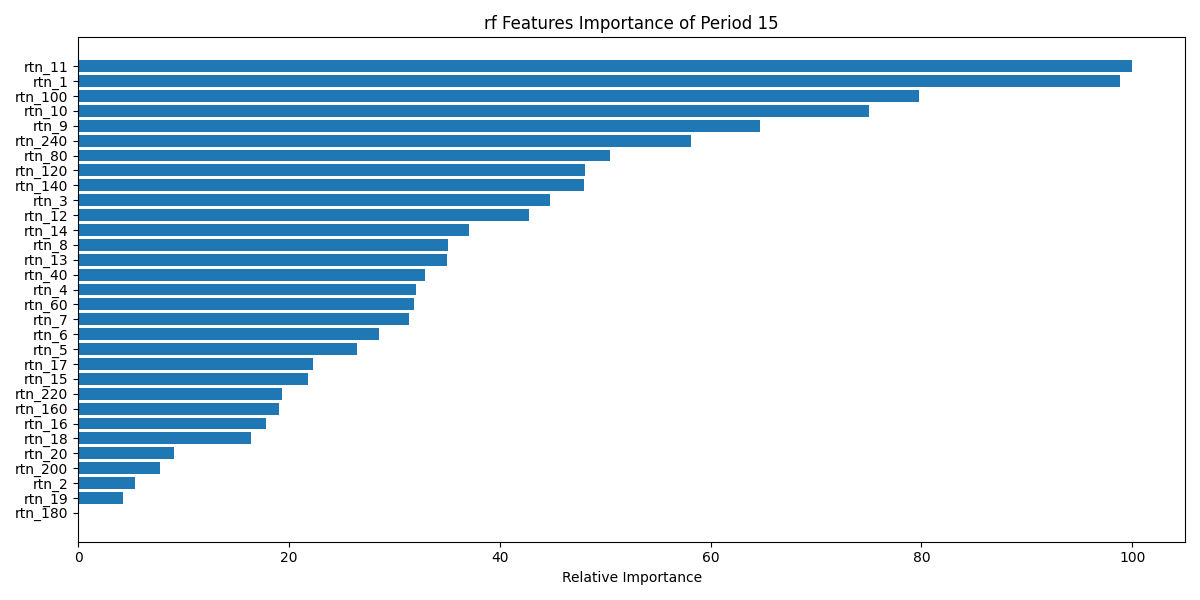 rf Features Importance of Period 15
rtn_11
rtn_1
rtn_100
rtn_10
rtn_9
rtn_240
rtn_80
rtn_120
rtn_140
rtn_3
rtn_12
rtn_14
rtn_8
rtn_13
rtn_40
rtn_4
rtn_60
rtn_7
rtn_6
rtn_5
rtn_17
rtn_15
rtn_220
rtn_160
rtn_16
rtn_18
rtn_20
rtn_200
rtn_2
rtn_19
rtn_180
0 20 40 60 80 100
Relative Importance